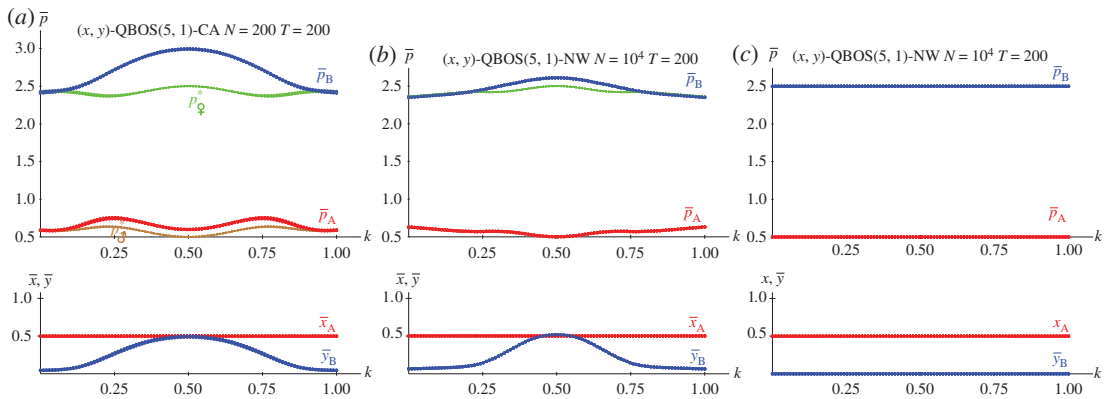 (a) p̄
(x, y)-QBOS(5, 1)-CA N = 200 T = 200
3.0
2.5
2.0
1.5
1.0
0.5
p̄B
p*♀
p̄A
p*♂
0.25 0.50 0.75 1.00 k
x̄, ȳ
1.0
0.5
x̄A
ȳB
0.25 0.50 0.75 1.00 k
(b) p̄
(x, y)-QBOS(5, 1)-NW N = 10⁴ T = 200
2.5
2.0
1.5
1.0
0.5
p̄B
p̄A
0.25 0.50 0.75 1.00 k
x̄, ȳ
1.0
0.5
x̄A
ȳB
0.25 0.50 0.75 1.00 k
(c) p̄
(x, y)-QBOS(5, 1)-NW N = 10⁴ T = 200
2.5
2.0
1.5
1.0
0.5
p̄B
p̄A
0.25 0.50 0.75 1.00 k
x, ȳ
1.0
0.5
xA
ȳB
0.25 0.50 0.75 1.00 k